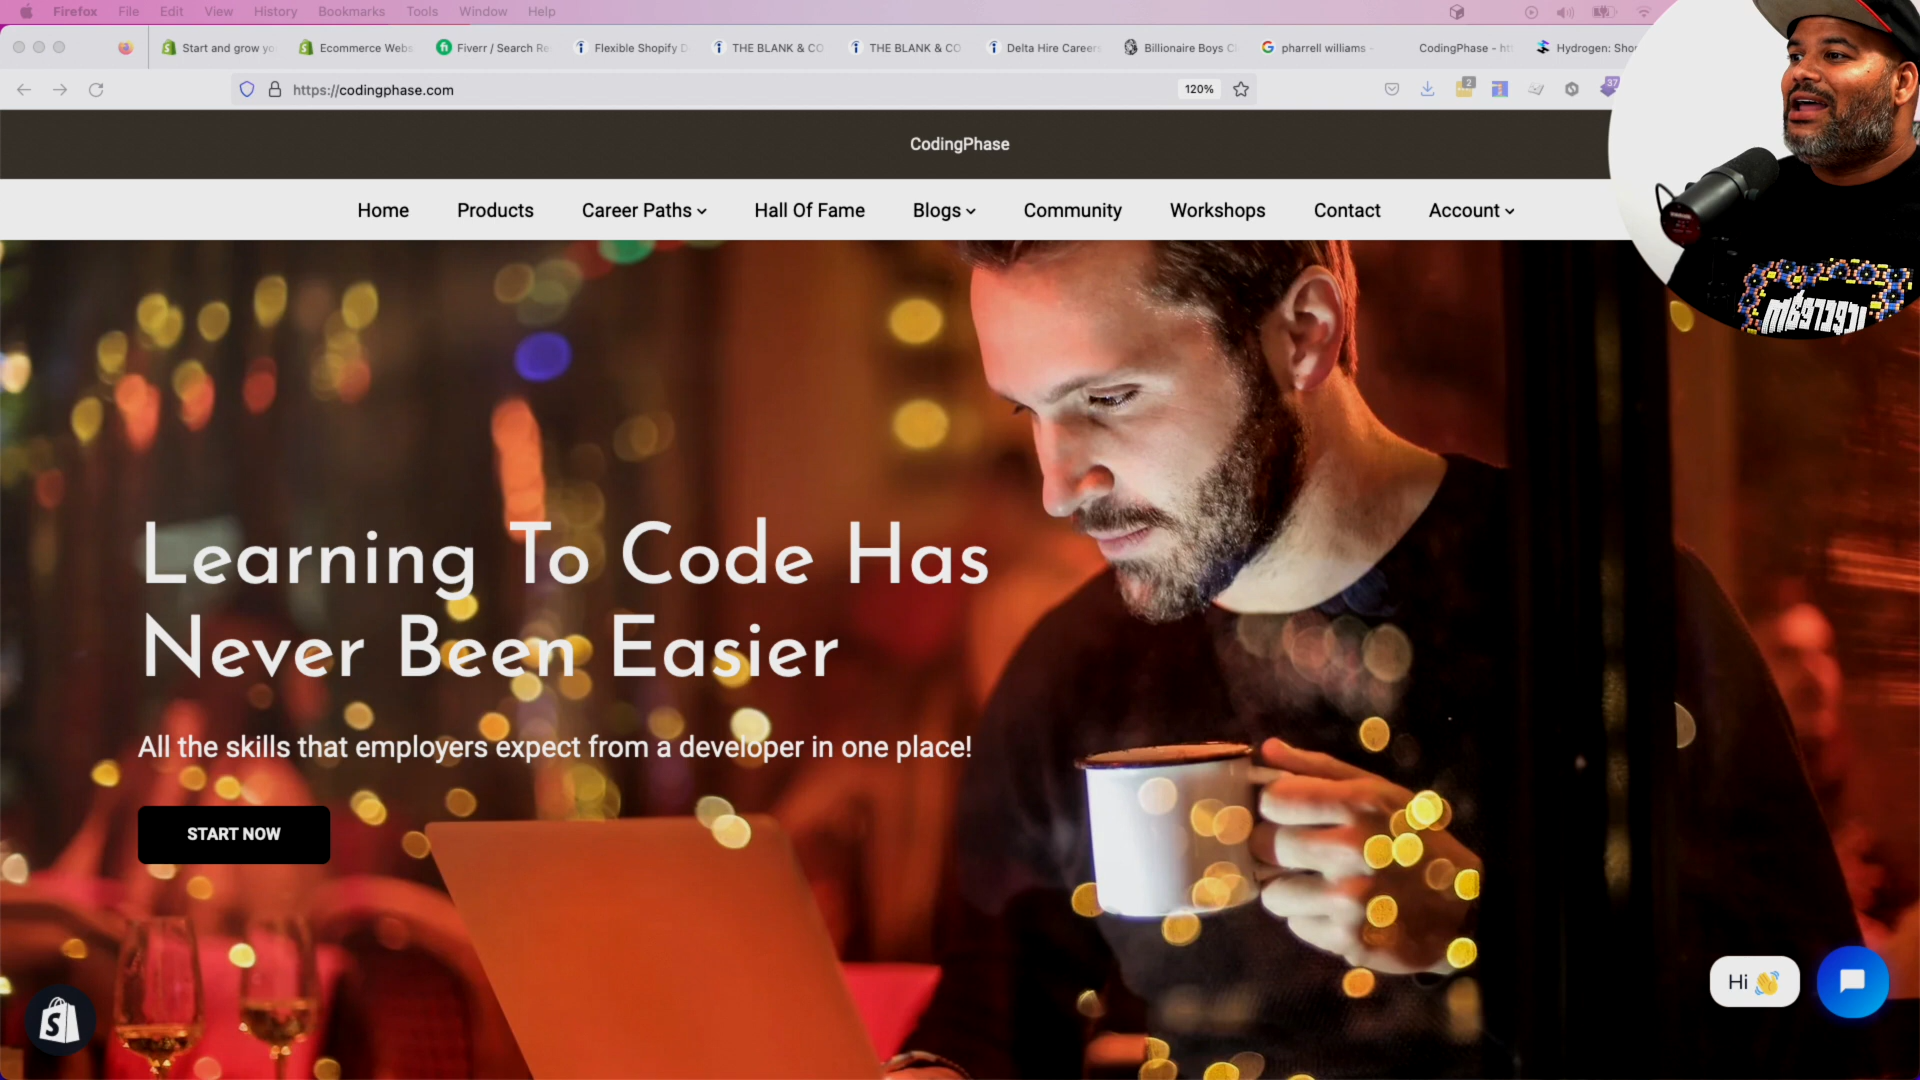 Firefox File Edit View History Bookmarks Tools Window Help
Start and grow yo
Ecommerce Webs
Fiverr / Search Re
Flexible Shopify D
THE BLANK & CO
THE BLANK & CO
Delta Hire Careers
Billionaire Boys C
pharrell williams -
CodingPhase - ht
Hydrogen: Sho
https://codingphase.com
120%
2
37
CodingPhase
Home Products Career Paths Hall Of Fame Blogs Community Workshops Contact Account
Learning To Code Has
Never Been Easier
All the skills that employers expect from a developer in one place!
START NOW
Hi 👋